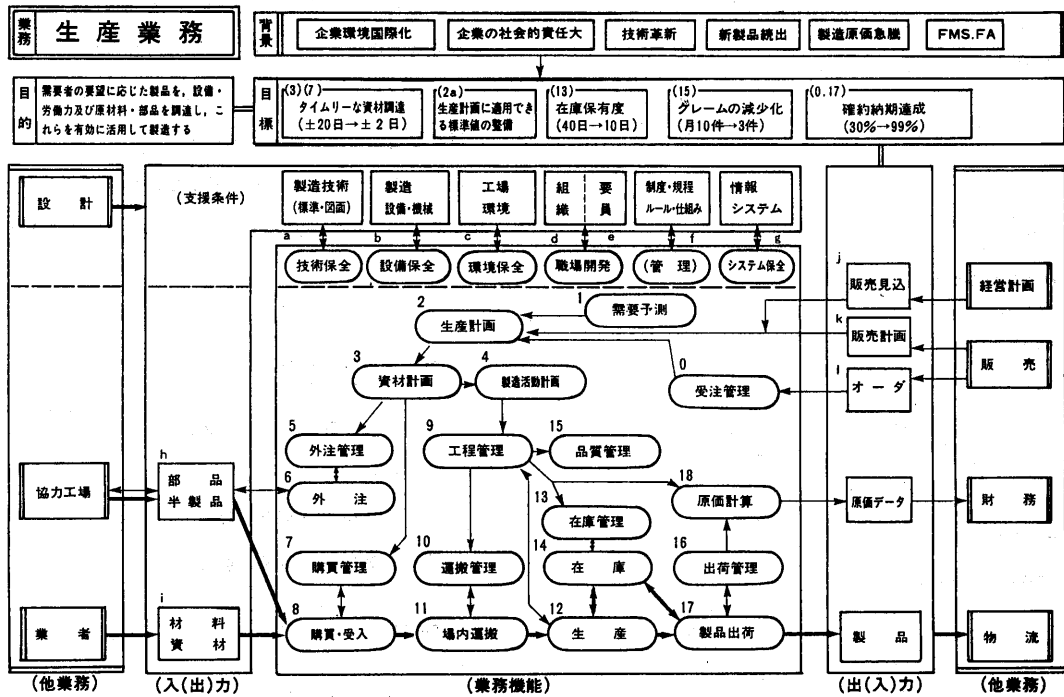 業務
生産業務
背景
企業環境国際化
企業の社会的責任大
技術革新
新製品続出
製造原価急騰
FMS.FA
目的
需要者の要望に応じた製品を，設備・
労働力及び原材料・部品を調達し，こ
れらを有効に活用して製造する
目標
(3)(7)
タイムリーな資材調達
(±20日→±2日)
(2a)
生産計画に適用でき
る標準値の整備
(13)
在庫保有度
(40日→10日)
(15)
クレームの減少化
(月10件→3件)
(0.17)
確約納期達成
(30%→99%)
設計
(支援条件)
製造技術
(標準・図面)
製造
設備・機械
工場
環境
組織
要員
制度・規程
ルール・仕組み
情報
システム
a
b
c
d
e
f
g
技術保全
設備保全
環境保全
職場開発
(管理)
システム保全
j
販売見込
経営計画
1
需要予測
2
生産計画
k
販売計画
販売
3
資材計画
4
製造活動計画
0
受注管理
l
オーダ
5
外注管理
9
工程管理
15
品質管理
協力工場
h
部品
半製品
6
外注
13
在庫管理
18
原価計算
原価データ
財務
7
購買管理
10
運搬管理
14
在庫
16
出荷管理
業者
i
材料
資材
8
購買・受入
11
場内運搬
12
生産
17
製品出荷
製品
物流
(他業務)
(入(出)力)
(業務機能)
(出(入)力)
(他業務)